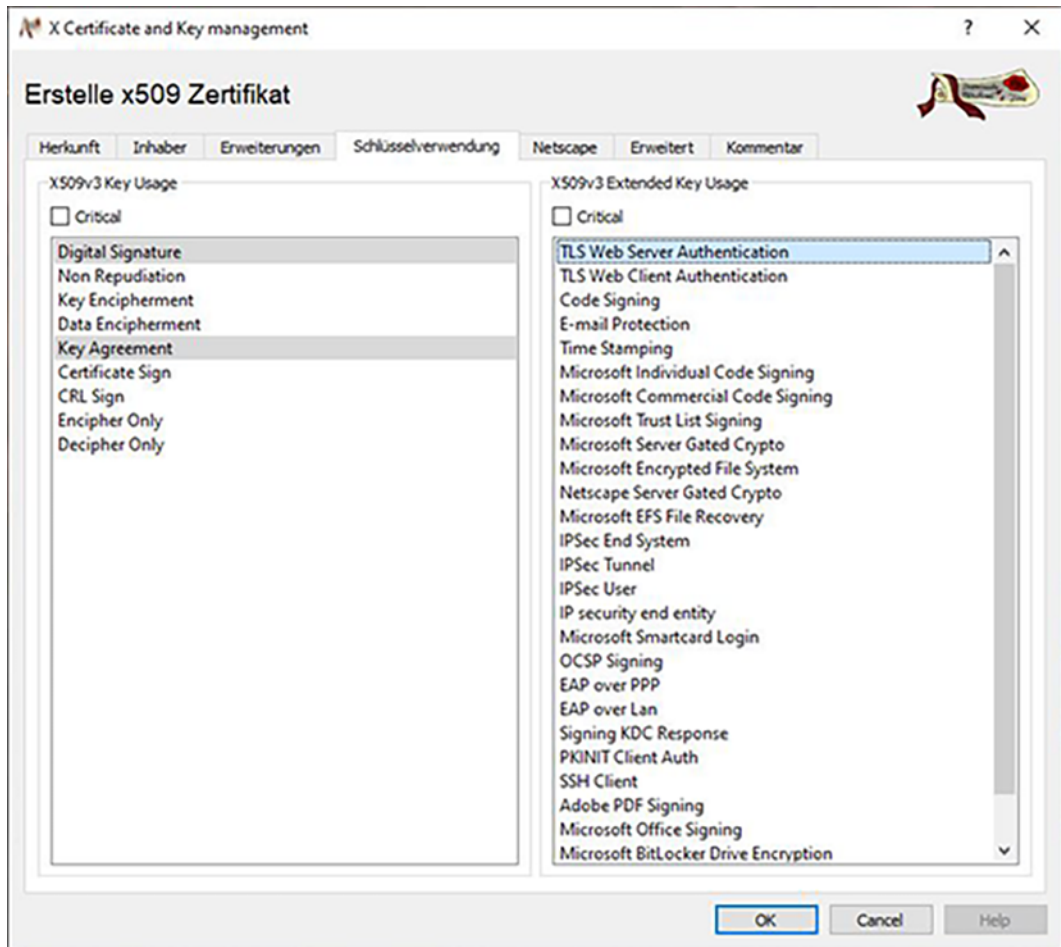 X Certificate and Key management
?
Erstelle x509 Zertifikat
Herkunft Inhaber Erweiterungen Schlüsselverwendung Netscape Erweitert Kommentar
X509v3 Key Usage
Critical
Digital Signature
Non Repudiation
Key Encipherment
Data Encipherment
Key Agreement
Certificate Sign
CRL Sign
Encipher Only
Decipher Only
X509v3 Extended Key Usage
Critical
TLS Web Server Authentication
TLS Web Client Authentication
Code Signing
E-mail Protection
Time Stamping
Microsoft Individual Code Signing
Microsoft Commercial Code Signing
Microsoft Trust List Signing
Microsoft Server Gated Crypto
Microsoft Encrypted File System
Netscape Server Gated Crypto
Microsoft EFS File Recovery
IPSec End System
IPSec Tunnel
IPSec User
IP security end entity
Microsoft Smartcard Login
OCSP Signing
EAP over PPP
EAP over Lan
Signing KDC Response
PKINIT Client Auth
SSH Client
Adobe PDF Signing
Microsoft Office Signing
Microsoft BitLocker Drive Encryption
OK Cancel Help